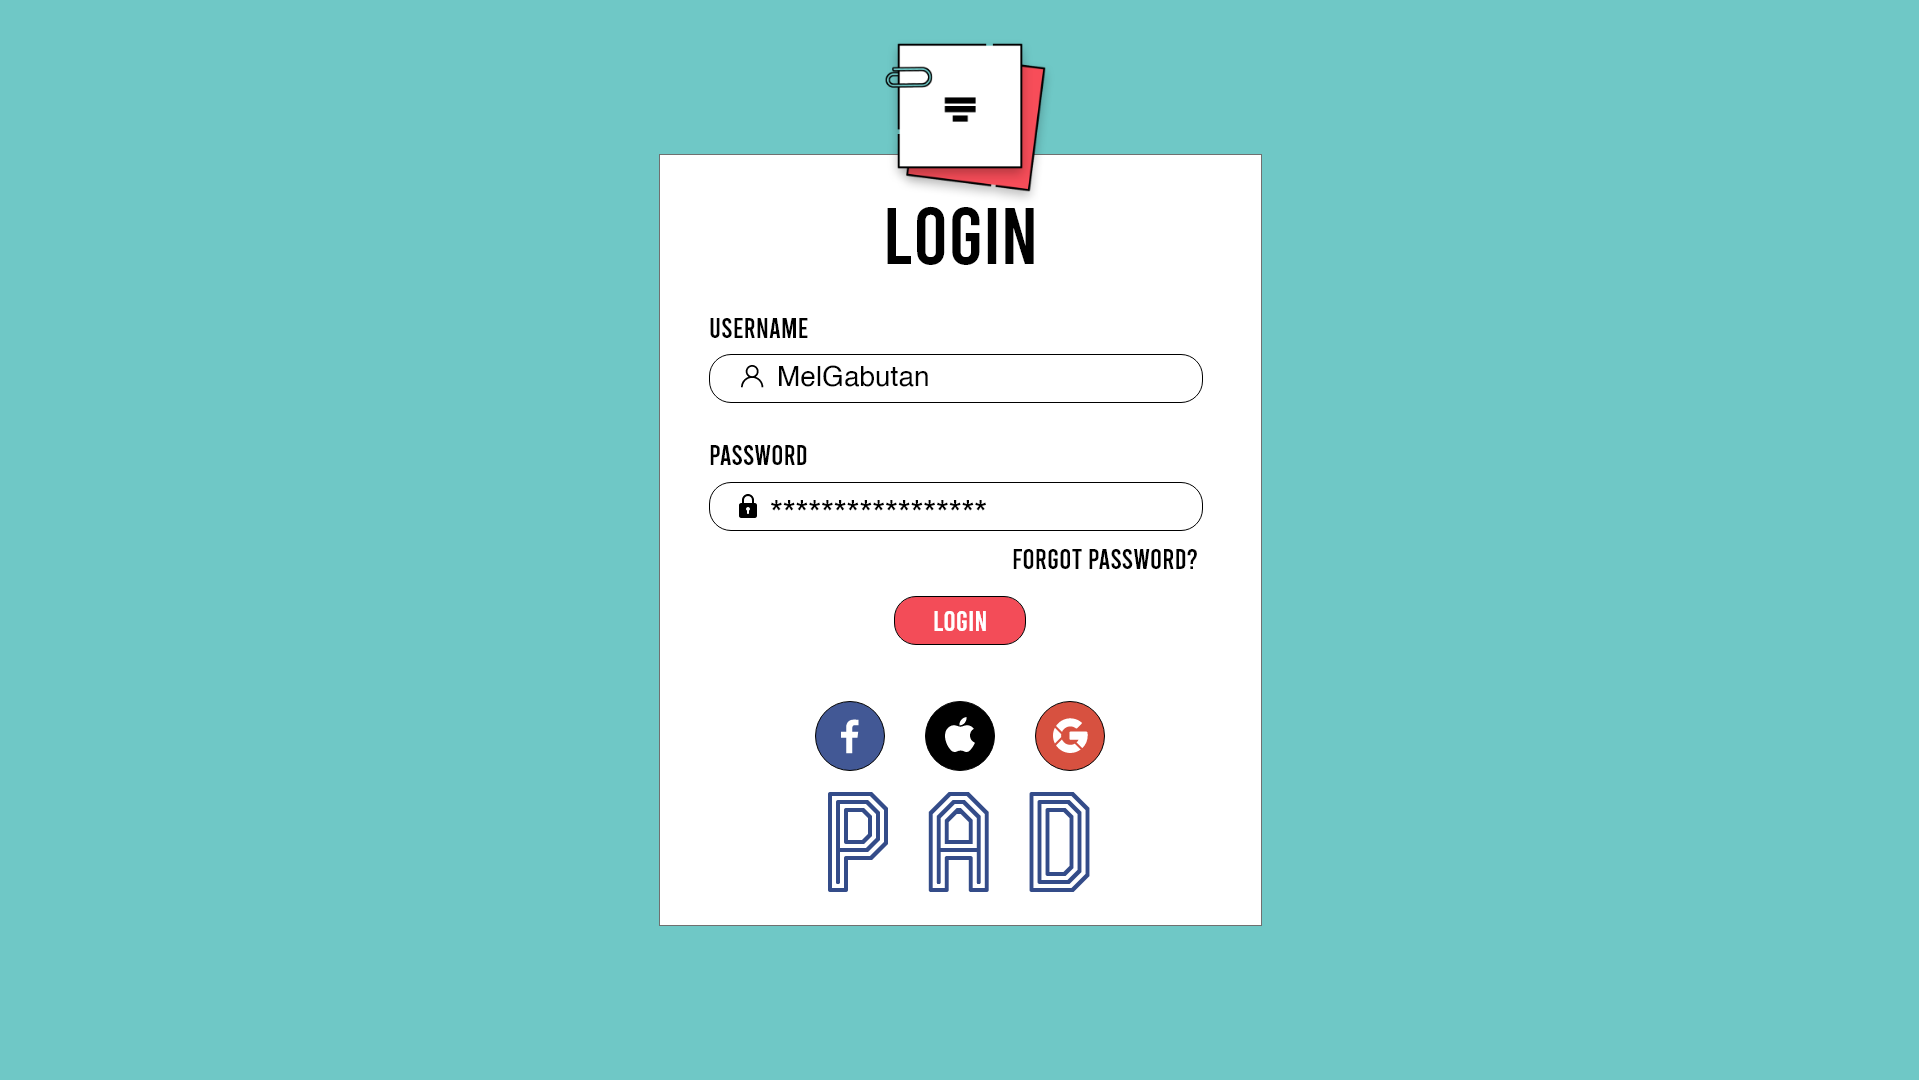 LOGIN
USERNAME
MelGabutan
PASSWORD
*****************
FORGOT PASSWORD?
LOGIN
PAD